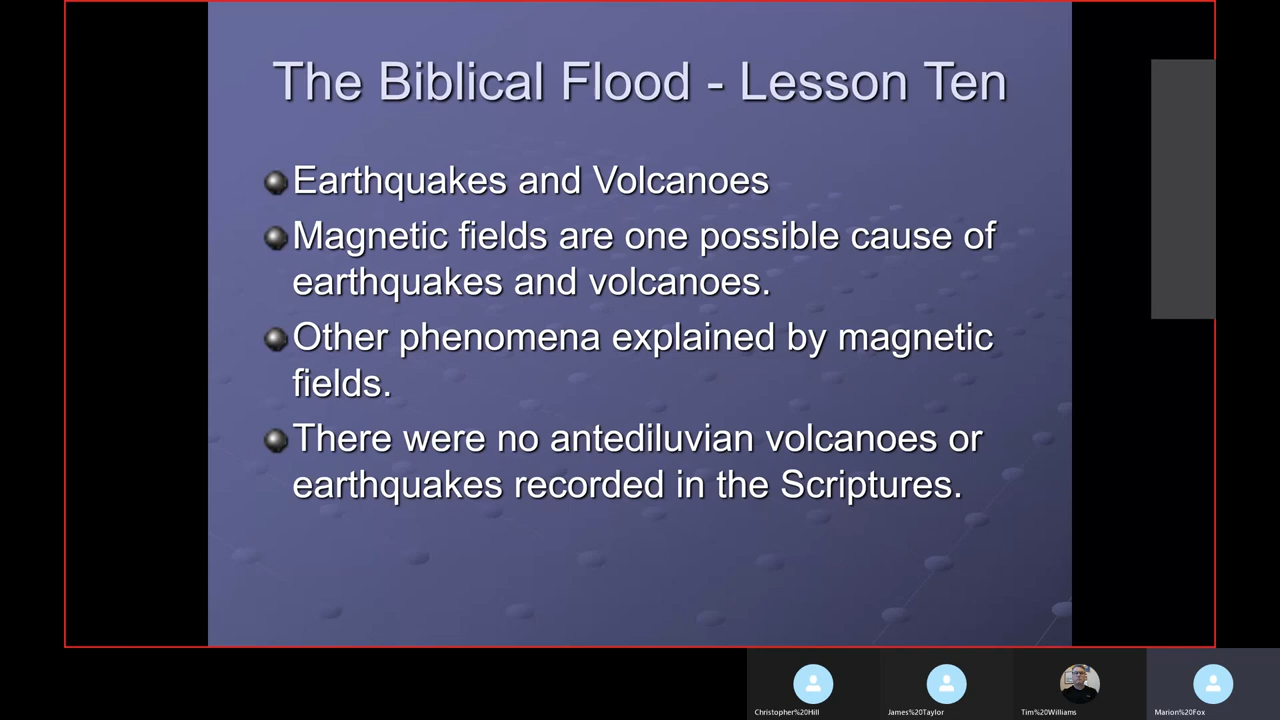 The Biblical Flood - Lesson Ten
Earthquakes and Volcanoes
Magnetic fields are one possible cause of
earthquakes and volcanoes.
Other phenomena explained by magnetic
fields.
There were no antediluvian volcanoes or
earthquakes recorded in the Scriptures.
Christopher%20Hill
James%20Taylor
Tim%20Williams
Marion%20Fox